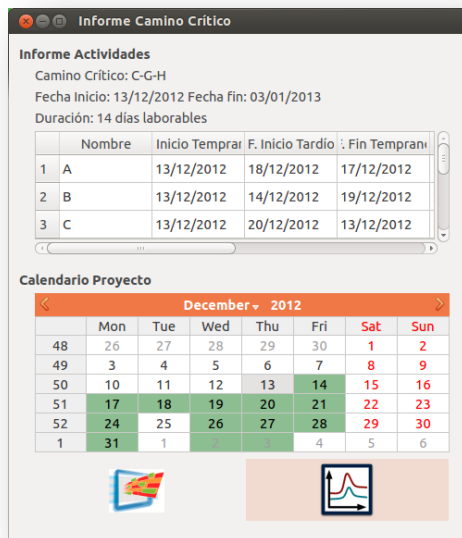 Informe Camino Crítico
Informe Actividades
Camino Crítico: C-G-H
Fecha Inicio: 13/12/2012 Fecha fin: 03/01/2013
Duración: 14 días laborables
Nombre Inicio Tempran F. Inicio Tardío . Fin Temprano
1 A 13/12/2012 18/12/2012 17/12/2012
2 B 13/12/2012 14/12/2012 19/12/2012
3 C 13/12/2012 20/12/2012 13/12/2012
Calendario Proyecto
December 2012
Mon Tue Wed Thu Fri Sat Sun
48 26 27 28 29 30 1 2
49 3 4 5 6 7 8 9
50 10 11 12 13 14 15 16
51 17 18 19 20 21 22 23
52 24 25 26 27 28 29 30
1 31 1 2 3 4 5 6